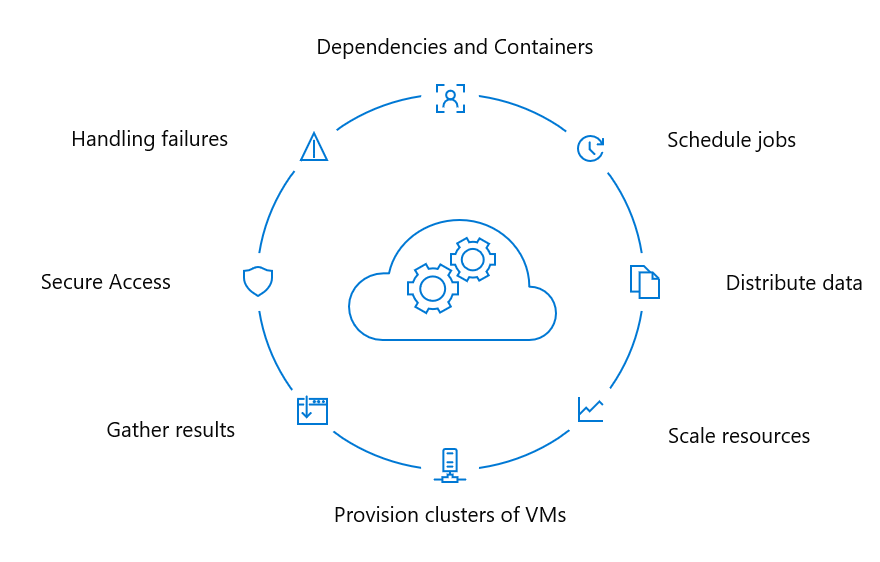 Dependencies and Containers
Handling failures
Schedule jobs
Secure Access
Distribute data
Gather results
Scale resources
Provision clusters of VMs